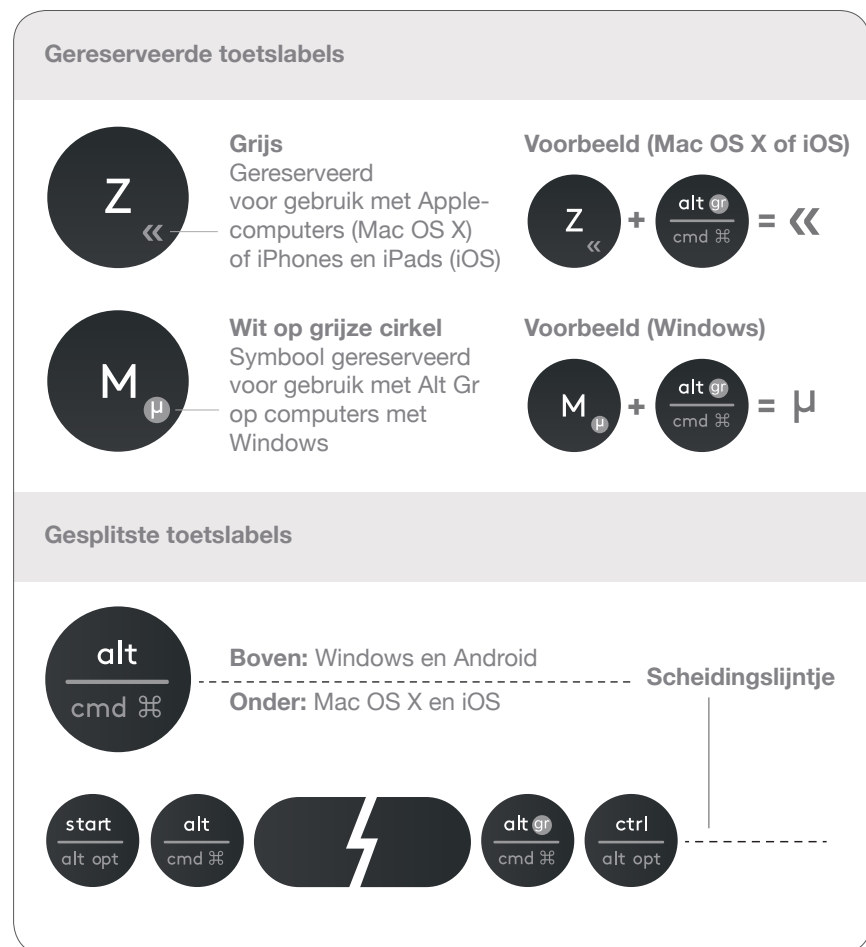 Gereserveerde toetslabels
Z
«
Grijs
Gereserveerd
voor gebruik met Apple-
computers (Mac OS X)
of iPhones en iPads (iOS)
Voorbeeld (Mac OS X of iOS)
Z « + alt gr cmd ⌘ = «
M
µ
Wit op grijze cirkel
Symbool gereserveerd
voor gebruik met Alt Gr
op computers met
Windows
Voorbeeld (Windows)
M µ + alt gr cmd ⌘ = µ
Gesplitste toetslabels
alt
cmd ⌘
Boven: Windows en Android
Onder: Mac OS X en iOS
Scheidingslijntje
start alt alt gr ctrl
alt opt cmd ⌘ cmd ⌘ alt opt